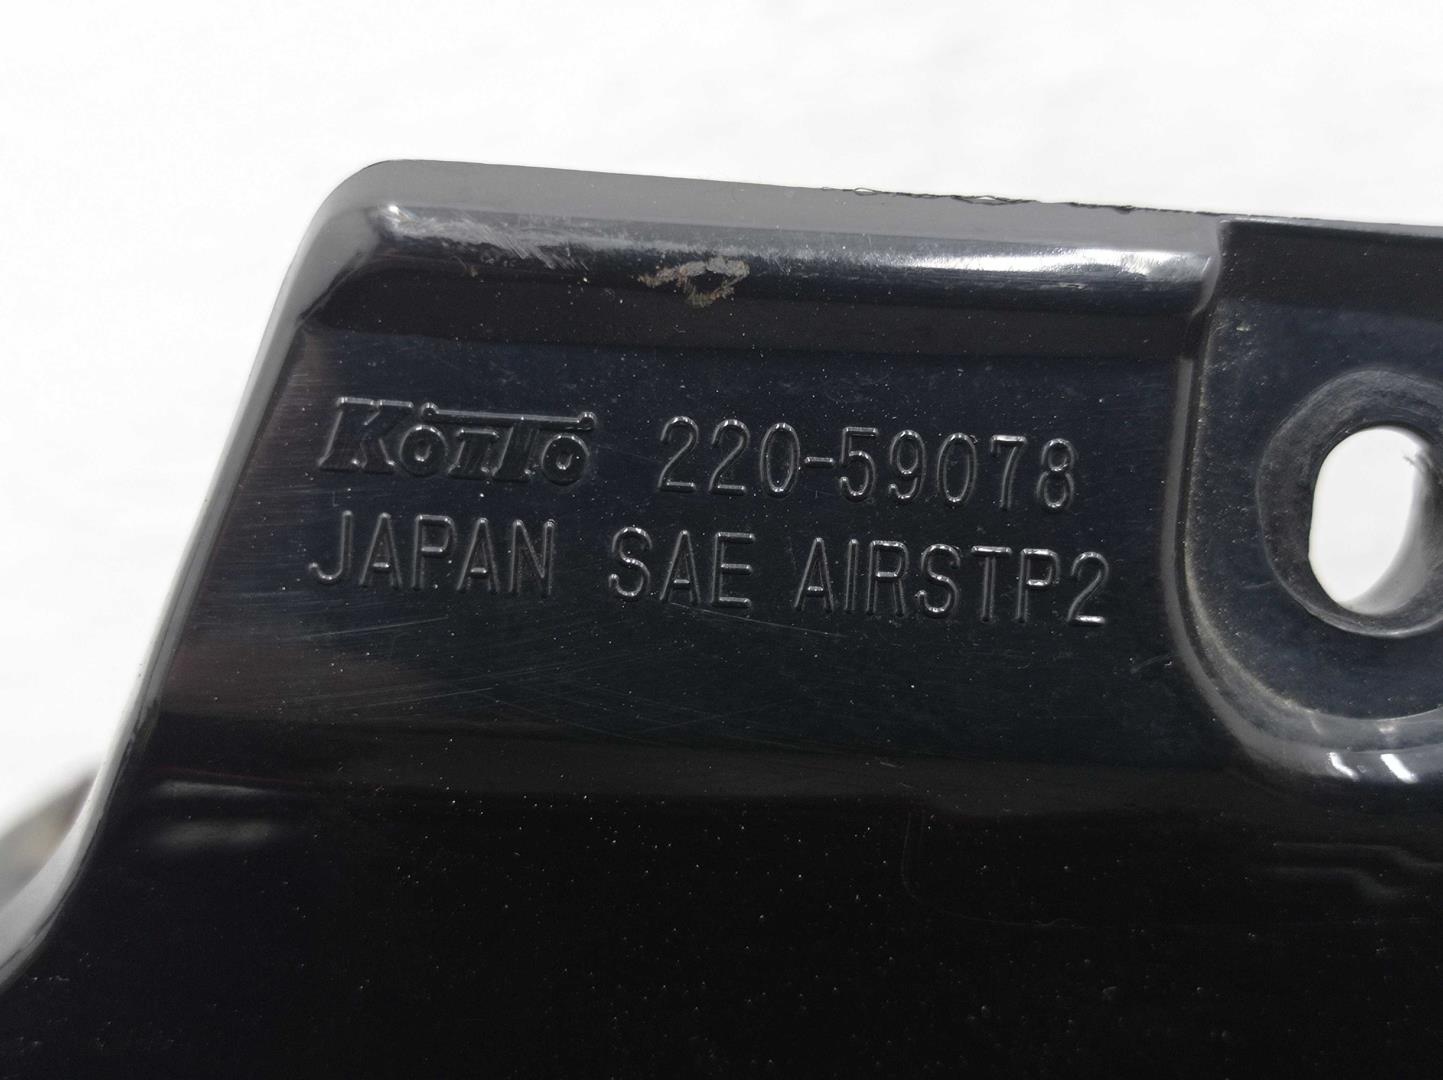 KOITO 220-59078
JAPAN SAE AIRSTP2